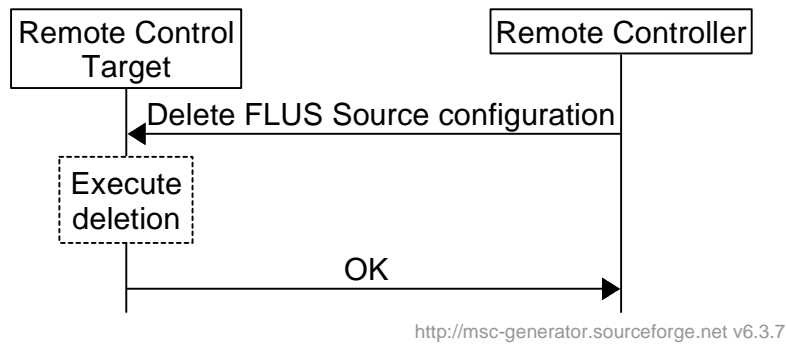 Remote Control
Target
Remote Controller
Delete FLUS Source configuration
Execute
deletion
OK
http://msc-generator.sourceforge.net v6.3.7